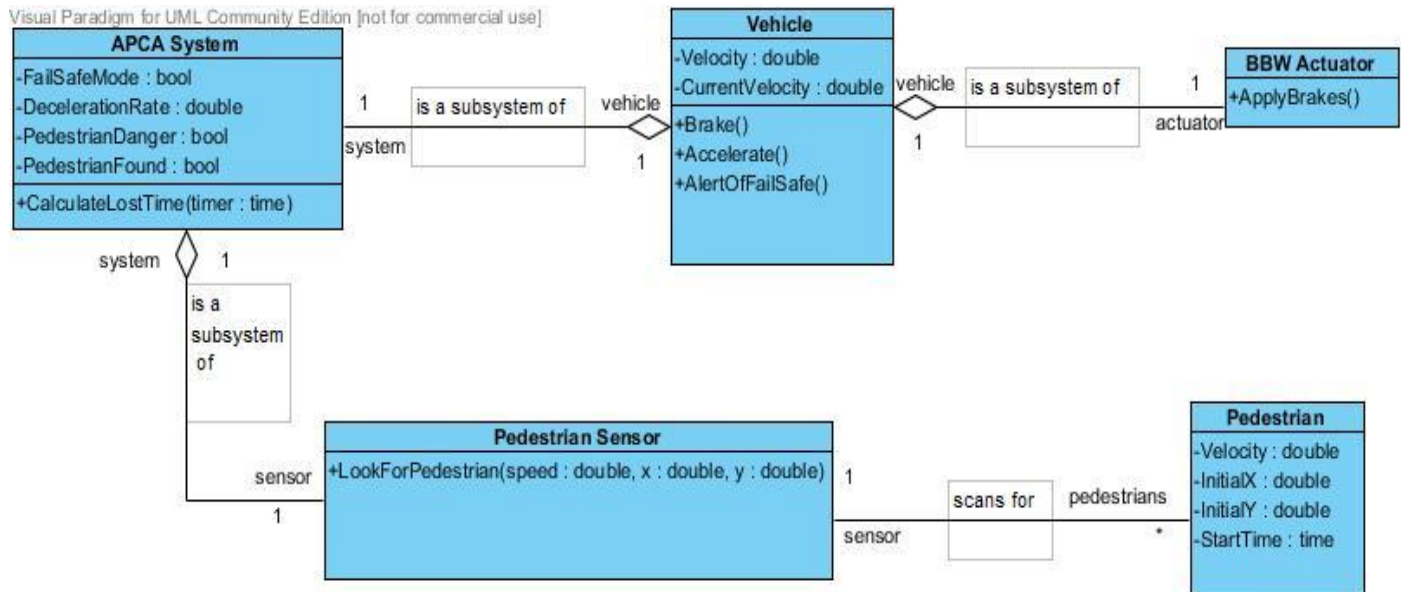 Visual Paradigm for UML Community Edition [not for commercial use]
APCA System
-FailSafeMode : bool
-DecelerationRate : double
-PedestrianDanger : bool
-PedestrianFound : bool
+CalculateLostTime(timer : time)
1
system
is a subsystem of
vehicle
1
Vehicle
-Velocity : double
-CurrentVelocity : double
+Brake()
+Accelerate()
+AlertOfFailSafe()
vehicle
1
is a subsystem of
1
actuator
BBW Actuator
+ApplyBrakes()
system
1
is a
subsystem
of
sensor
1
Pedestrian Sensor
+LookForPedestrian(speed : double, x : double, y : double)
1
sensor
scans for
pedestrians
*
Pedestrian
-Velocity : double
-InitialX : double
-InitialY : double
-StartTime : time